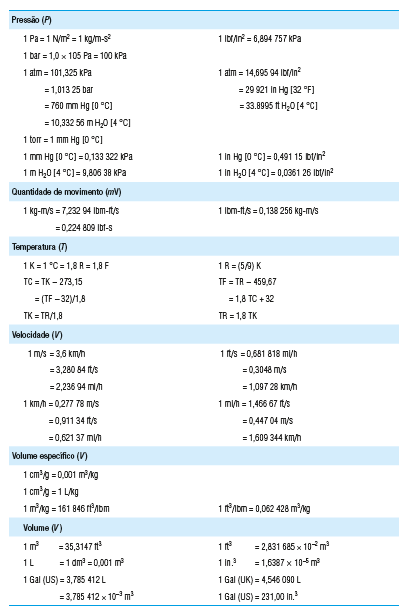 Pressão (P)
1 Pa = 1 N/m² = 1 kg/m-s² 1 lbf/in² = 6,894 757 kPa
1 bar = 1,0 × 105 Pa = 100 kPa
1 atm = 101,325 kPa 1 atm = 14,695 94 lbf/in²
= 1,013 25 bar = 29 921 in Hg [32 °F]
= 760 mm Hg [0 °C] = 33,8995 ft H₂O [4 °C]
= 10,332 56 m H₂O [4 °C]
1 torr = 1 mm Hg [0 °C]
1 mm Hg [0 °C] = 0,133 322 kPa 1 in Hg [0 °C] = 0,491 15 lbf/in²
1 m H₂O [4 °C] = 9,806 38 kPa 1 in H₂O [4 °C] = 0,0361 26 lbf/in²
Quantidade de movimento (mV)
1 kg-m/s = 7,232 94 lbm-ft/s 1 lbm-ft/s = 0,138 256 kg-m/s
= 0,224 809 lbf-s
Temperatura (T)
1 K = 1 °C = 1,8 R = 1,8 F 1 R = (5/9) K
TC = TK − 273,15 TF = TR − 459,67
= (TF − 32)/1,8 = 1,8 TC + 32
TK = TR/1,8 TR = 1,8 TK
Velocidade (V)
1 m/s = 3,6 km/h 1 ft/s = 0,681 818 mi/h
= 3,280 84 ft/s = 0,3048 m/s
= 2,236 94 mi/h = 1,097 28 km/h
1 km/h = 0,277 78 m/s 1 mi/h = 1,466 67 ft/s
= 0,911 34 ft/s = 0,447 04 m/s
= 0,621 37 mi/h = 1,609 344 km/h
Volume específico (V)
1 cm³/g = 0,001 m³/kg
1 cm³/g = 1 L/kg
1 m³/kg = 161 846 ft³/lbm 1 ft³/lbm = 0,062 428 m³/kg
Volume (V)
1 m³ = 35,3147 ft³ 1 ft³ = 2,831 685 × 10⁻² m³
1 L = 1 dm³ = 0,001 m³ 1 in.³ = 1,6387 × 10⁻⁵ m³
1 Gal (US) = 3,785 412 L 1 Gal (UK) = 4,546 090 L
= 3,785 412 × 10⁻³ m³ 1 Gal (US) = 231,00 in.³